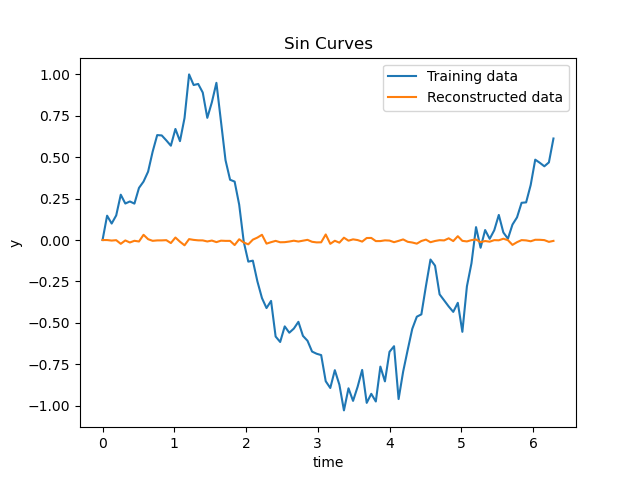 Sin Curves
Training data
Reconstructed data
1.00
0.75
0.50
0.25
0.00
−0.25
−0.50
−0.75
−1.00
y
0 1 2 3 4 5 6
time